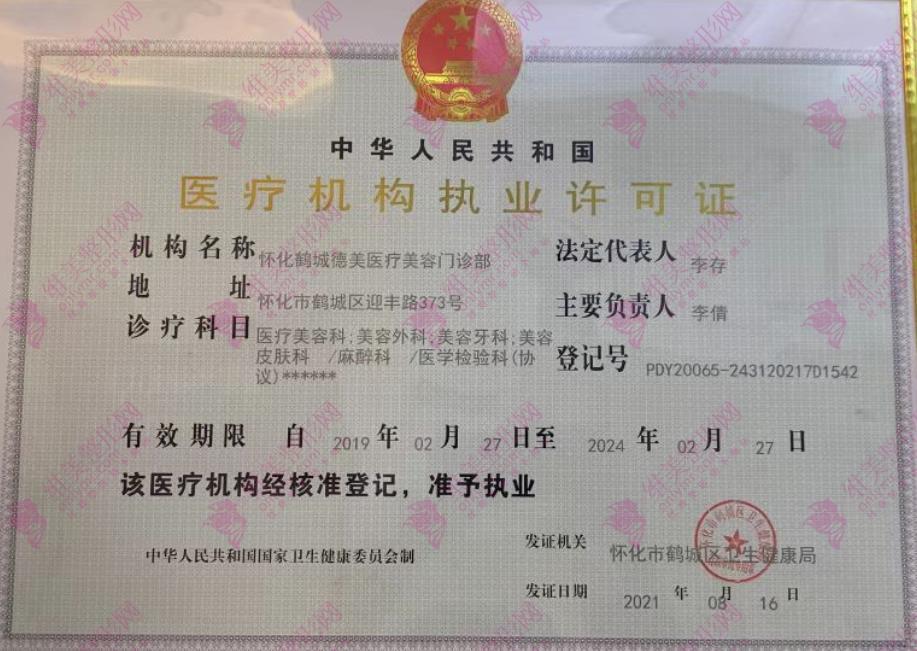 中华人民共和国
医疗机构执业许可证
机构名称 怀化鹤城德美医疗美容门诊部
法定代表人 李存
地址 怀化市鹤城区迎丰路373号
主要负责人 李倩
诊疗科目 医疗美容科;美容外科;美容牙科;美容
皮肤科 /麻醉科 /医学检验科(协
议)******
登记号 PDY20065-243120217D1542
有效期限 自 2019 年 02 月 27 日至 2024 年 02 月 27 日
该医疗机构经核准登记，准予执业
中华人民共和国国家卫生健康委员会制
发证机关 怀化市鹤城区卫生健康局
发证日期 2021 年 08 月 16 日
维美整形网